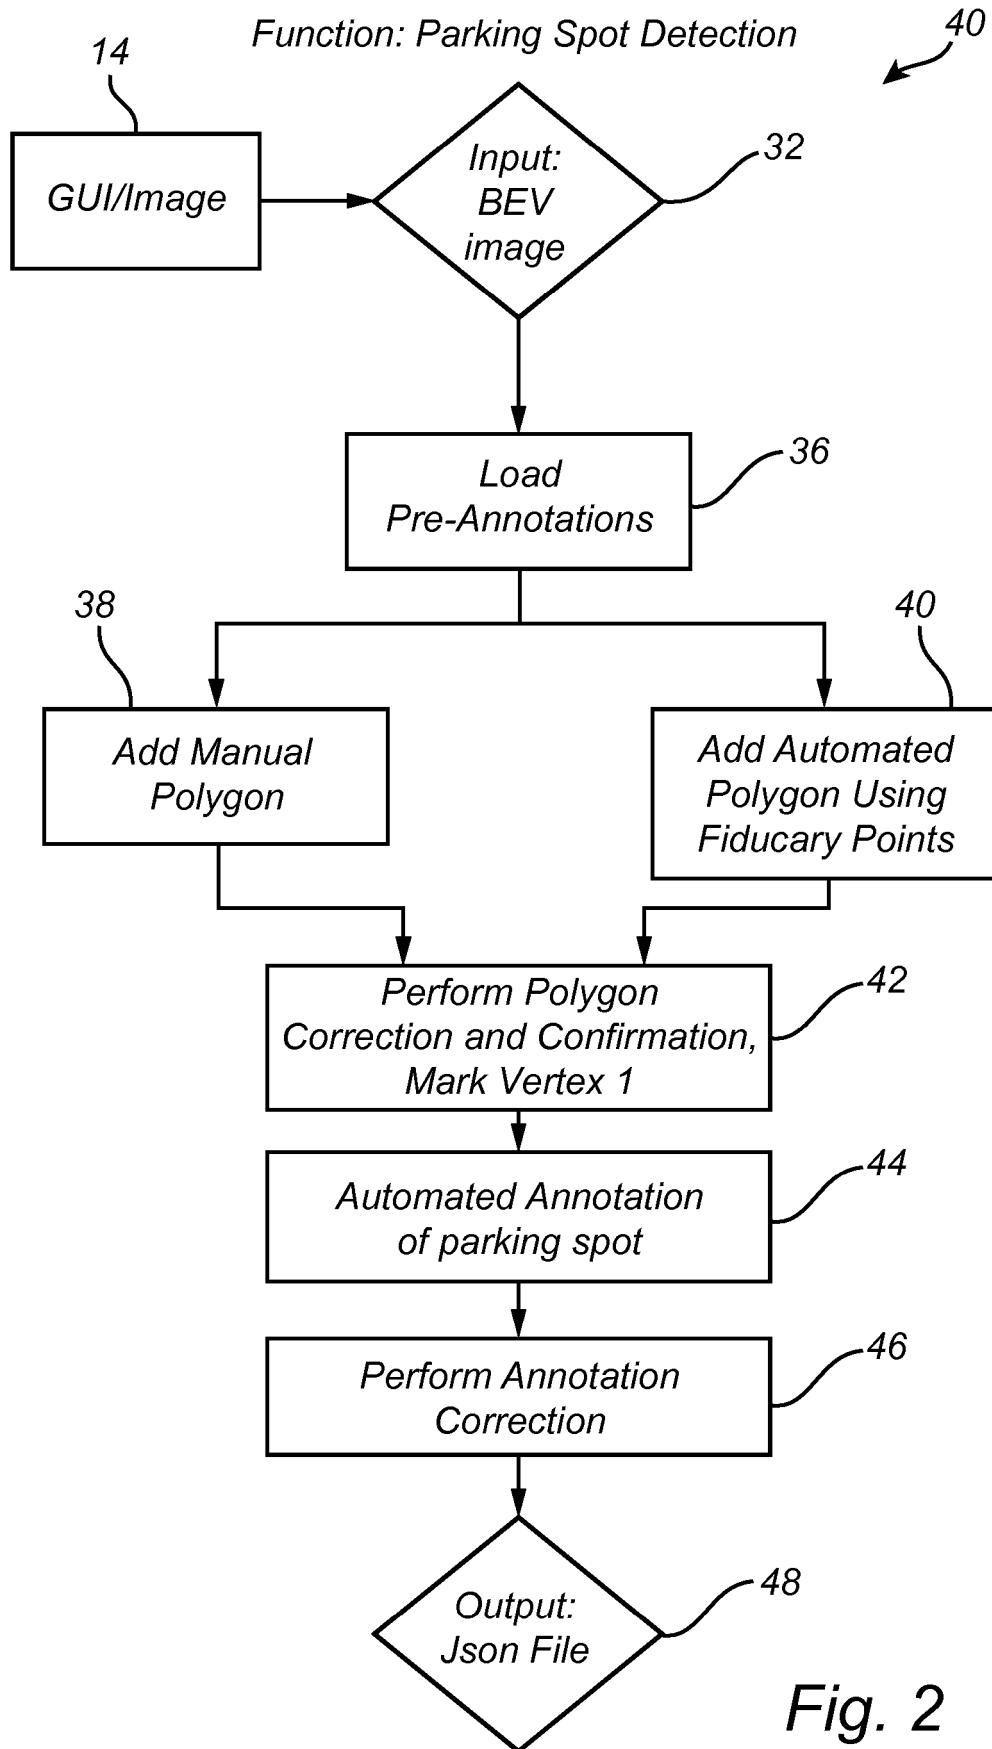 Function: Parking Spot Detection
40
14
GUI/Image
Input:
BEV
image
32
Load
Pre-Annotations
36
38
Add Manual
Polygon
40
Add Automated
Polygon Using
Fiducary Points
Perform Polygon
Correction and Confirmation,
Mark Vertex 1
42
Automated Annotation
of parking spot
44
Perform Annotation
Correction
46
Output:
Json File
48
Fig. 2